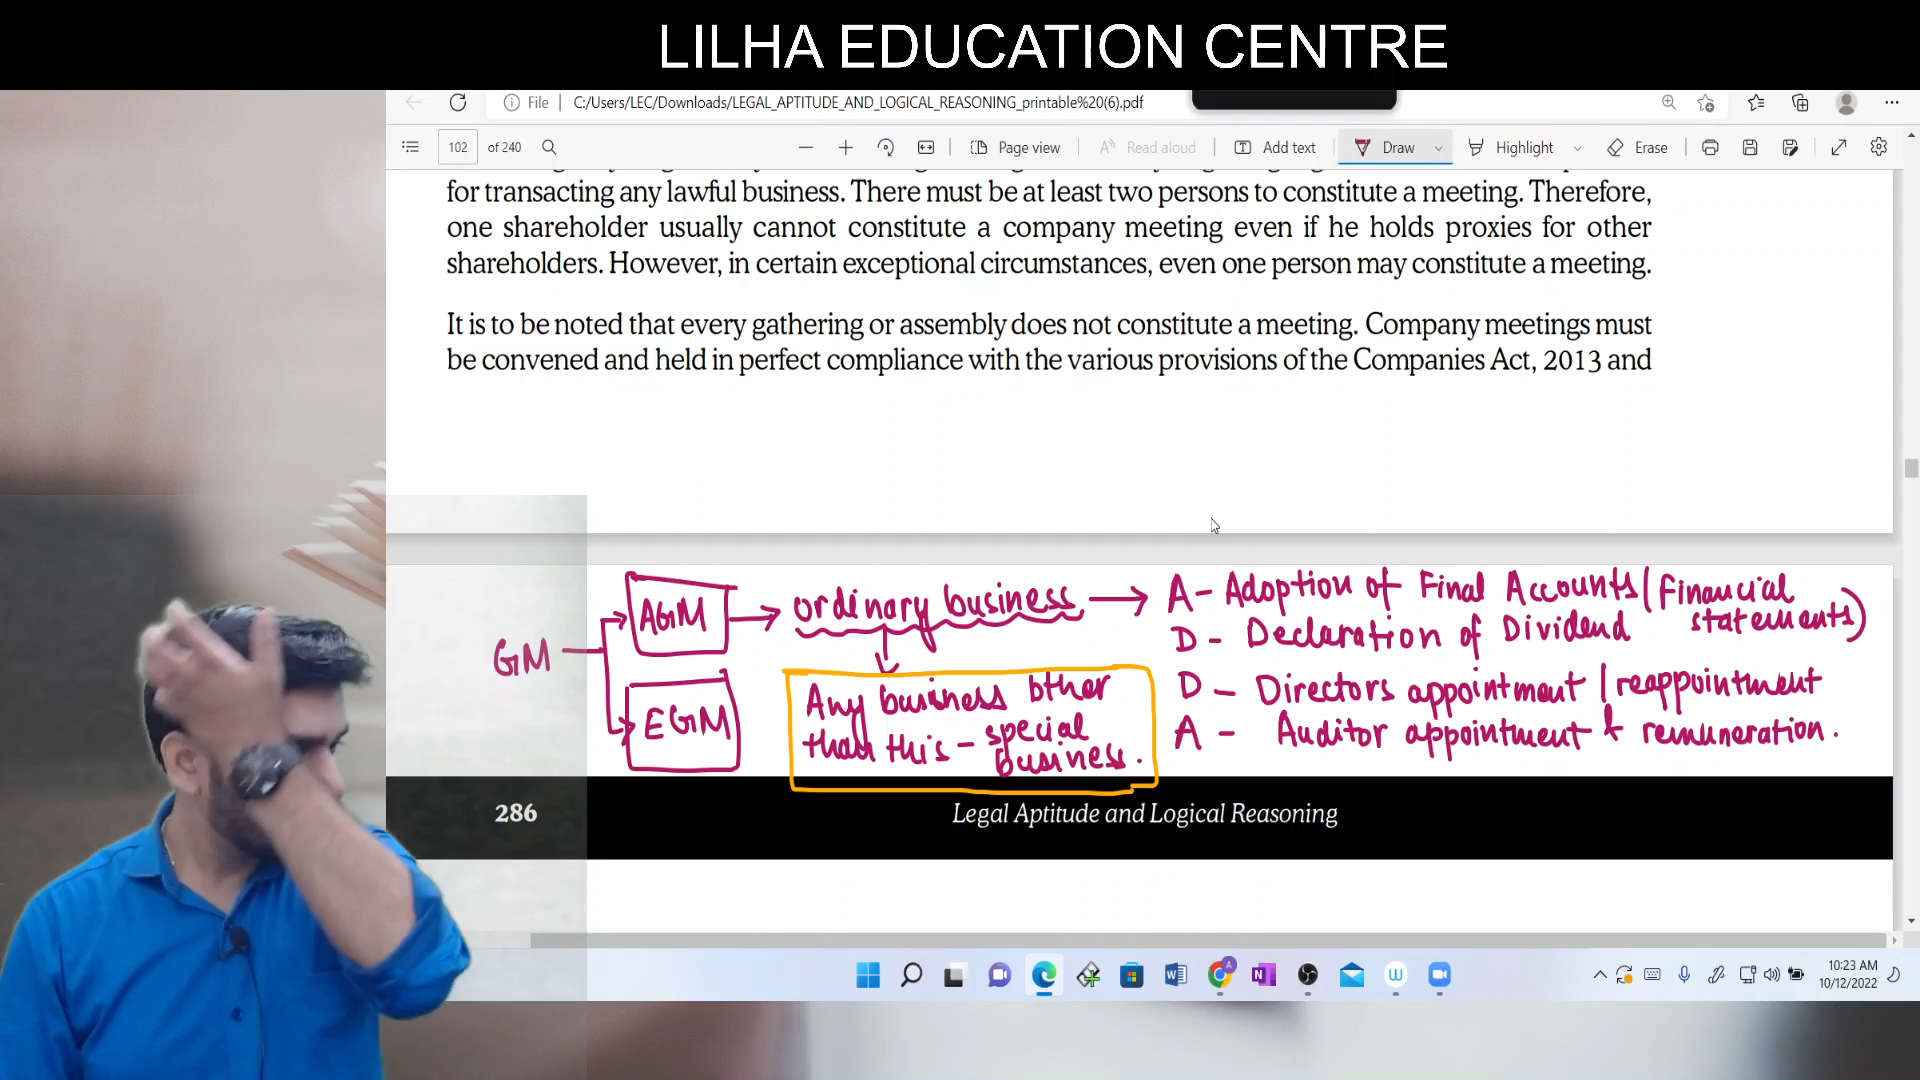 LILHA EDUCATION CENTRE
File | C:/Users/LEC/Downloads/LEGAL_APTITUDE_AND_LOGICAL_REASONING_printable%20(6).pdf
102 of 240 Page view Read aloud Add text Draw Highlight Erase
for transacting any lawful business. There must be at least two persons to constitute a meeting. Therefore,
one shareholder usually cannot constitute a company meeting even if he holds proxies for other
shareholders. However, in certain exceptional circumstances, even one person may constitute a meeting.
It is to be noted that every gathering or assembly does not constitute a meeting. Company meetings must
be convened and held in perfect compliance with the various provisions of the Companies Act, 2013 and
GM
AGM
EGM
ordinary business
Any business other
than this - special
business.
A - Adoption of Final Accounts (Financial
statements)
D - Declaration of Dividend
D - Directors appointment | reappointment
A - Auditor appointment & remuneration.
286 Legal Aptitude and Logical Reasoning
10:23 AM
10/12/2022